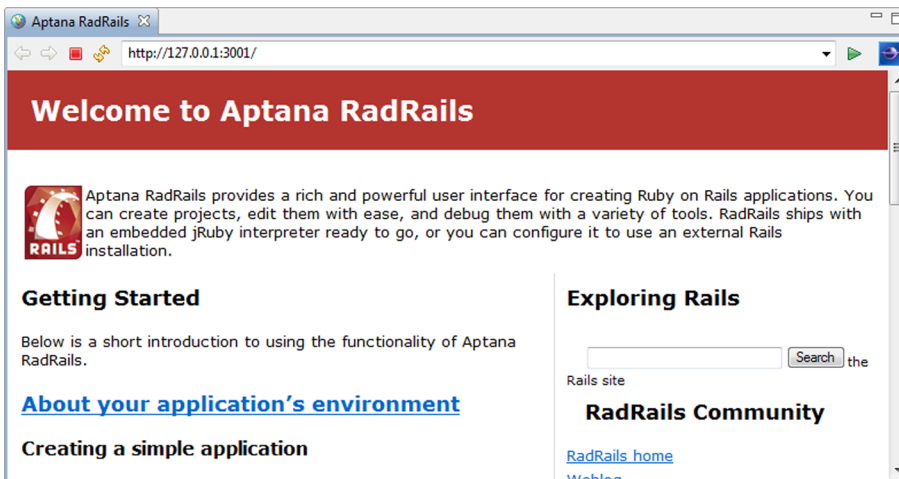 Aptana RadRails
http://127.0.0.1:3001/
Welcome to Aptana RadRails
Aptana RadRails provides a rich and powerful user interface for creating Ruby on Rails applications. You
can create projects, edit them with ease, and debug them with a variety of tools. RadRails ships with
an embedded jRuby interpreter ready to go, or you can configure it to use an external Rails
installation.
RAILS
Getting Started
Below is a short introduction to using the functionality of Aptana
RadRails.
About your application's environment
Creating a simple application
Exploring Rails
Search the
Rails site
RadRails Community
RadRails home
Weblog